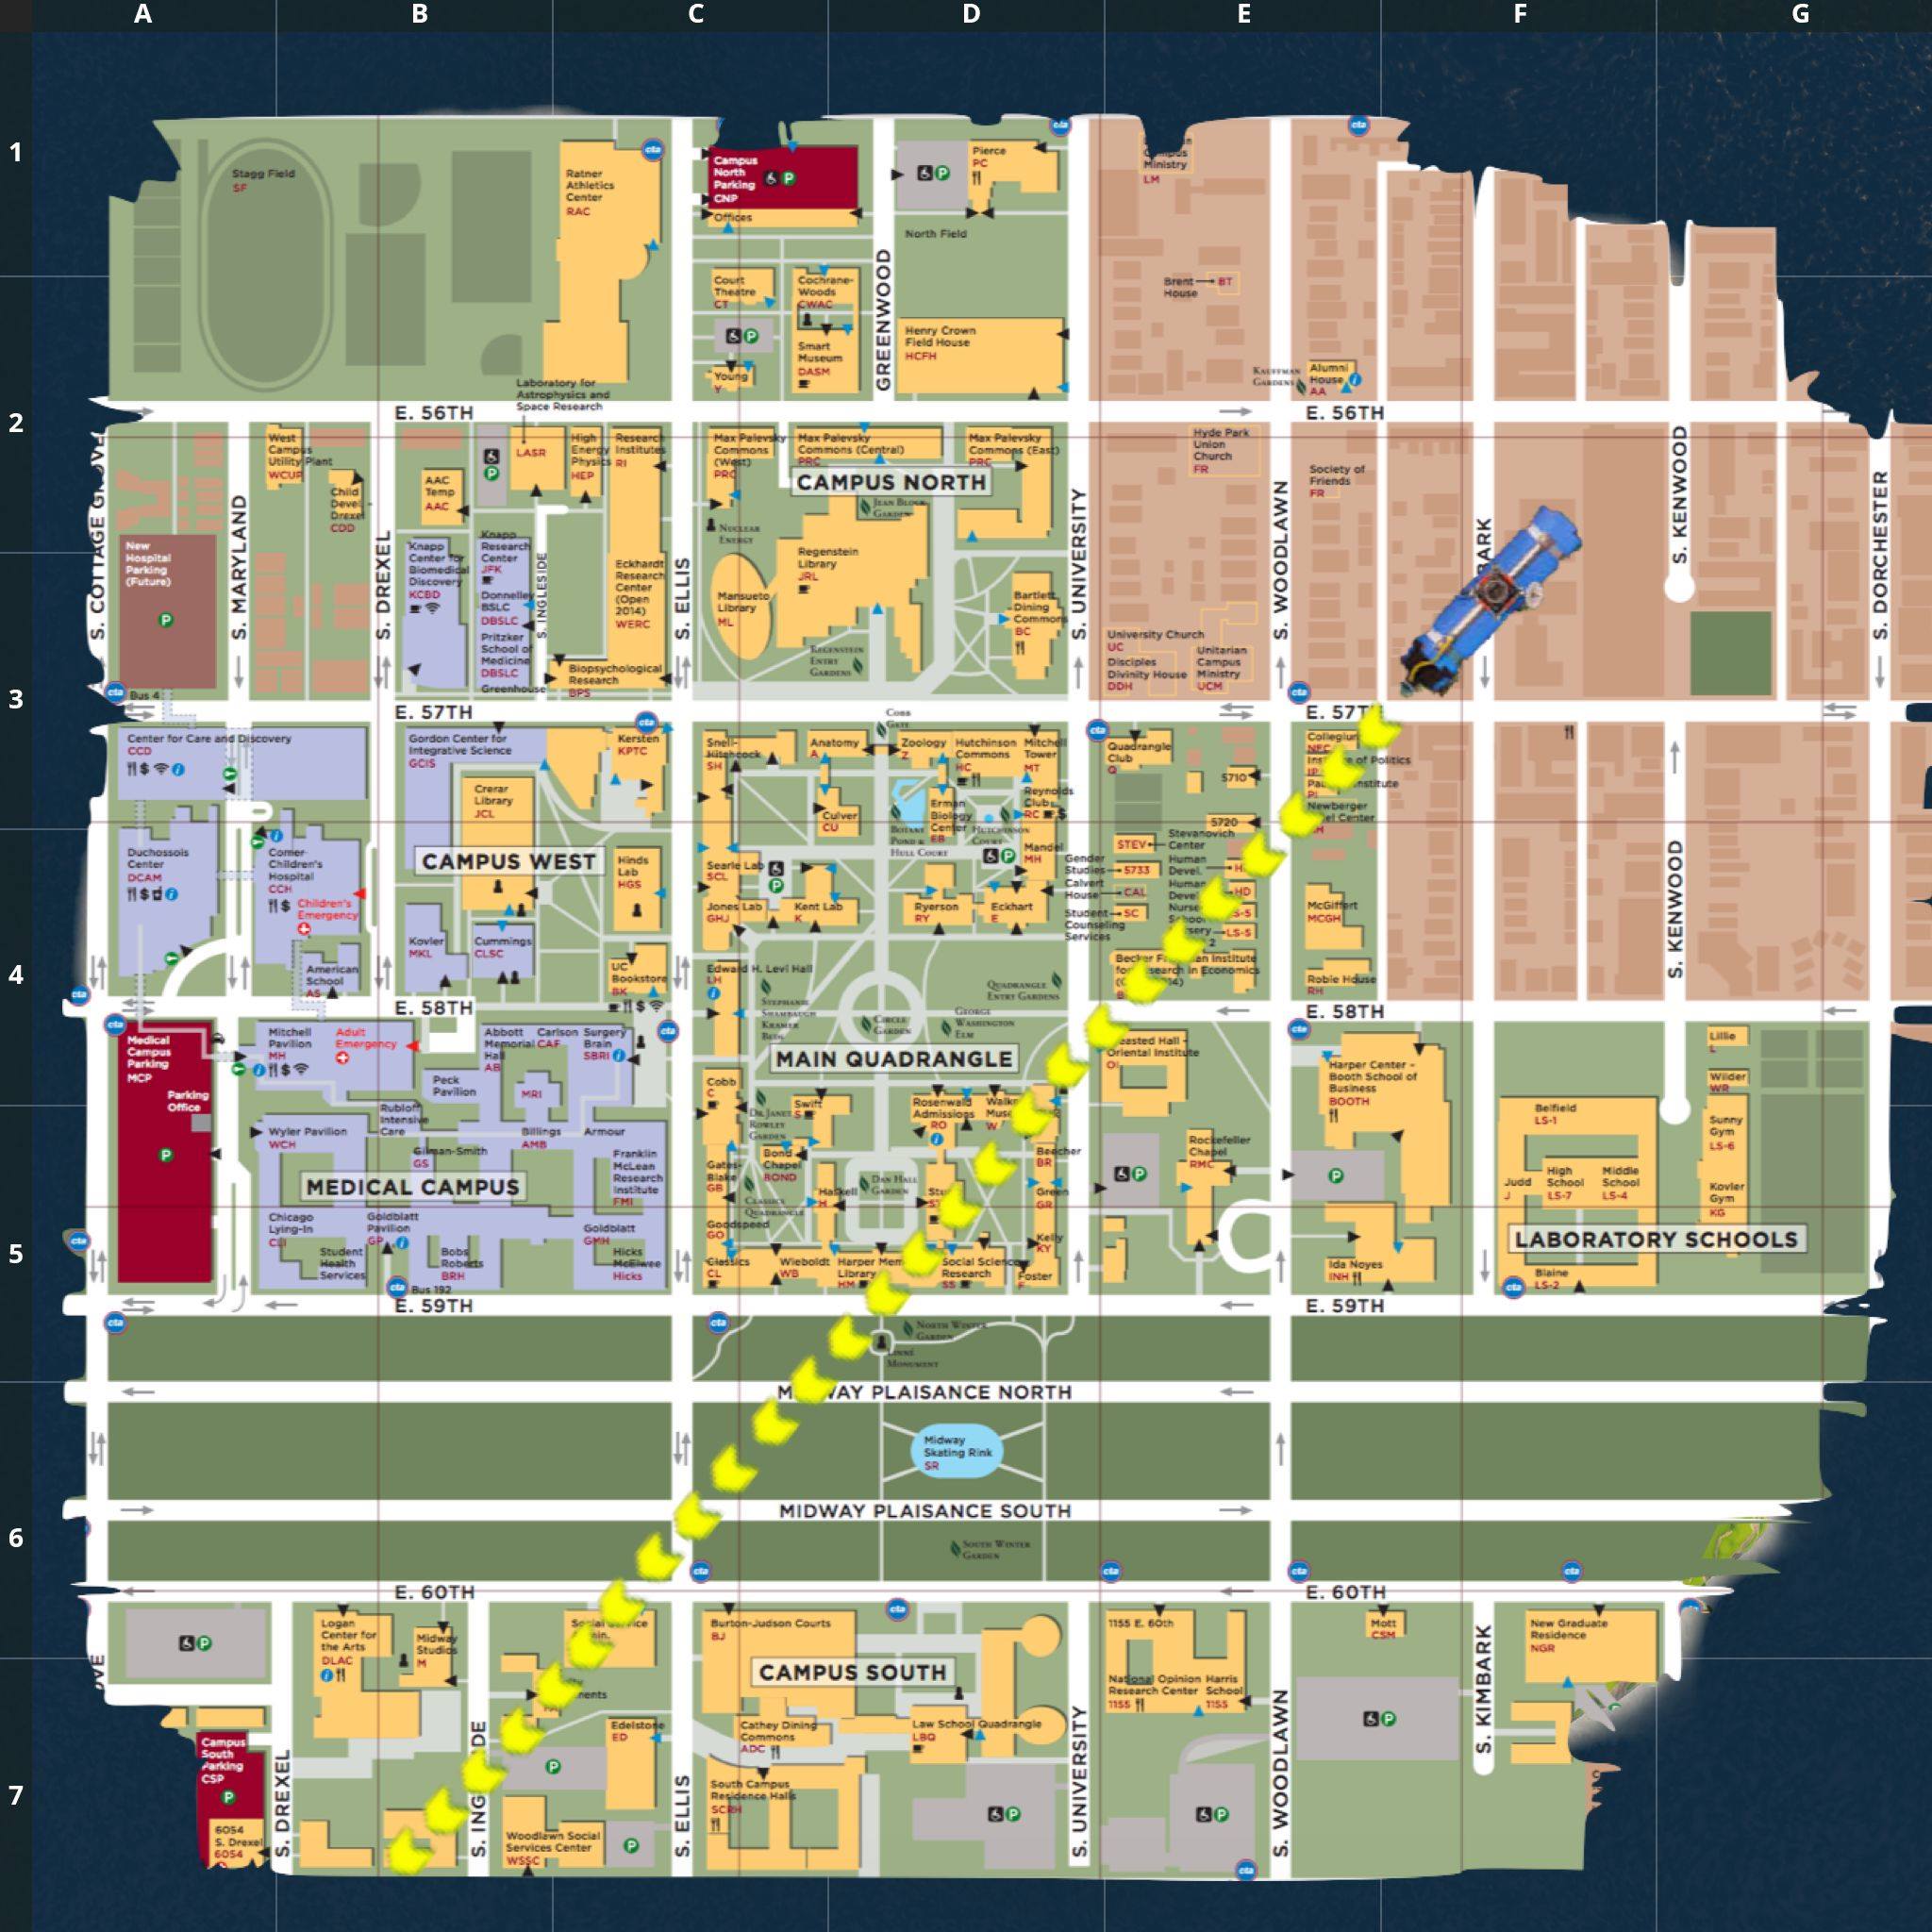 A B C D E F G
1
2
3
4
5
6
7
Stagg Field
SF
Ratner
Athletics
Center
RAC
Campus
North
Parking
CNP
Offices
Pierce
PC
North Field
Ministry
LM
Brent
House
BT
Court
Theatre
CT
Cochrane-
Woods
CWAC
Smart
Museum
DASM
Young
Y
Henry Crown
Field House
HCFH
GREENWOOD
KAUFFMAN
GARDENS
Alumni
House
AA
Laboratory for
Astrophysics and
Space Research
E. 56TH
E. 56TH
West
Campus
Utility Plant
WCUP
Child
Devel.
Drexel
CDD
AAC
Temp
AAC
LASR
High
Energy
Physics
HEP
Research
Institutes
RI
Max Palevsky
Commons
(West)
PRC
Max Palevsky
Commons (Central)
PRC
Max Palevsky
Commons (East)
PRC
CAMPUS NORTH
JEAN BLOCK
GARDEN
NUCLEAR
ENERGY
Hyde Park
Union
Church
FR
Society of
Friends
FR
S. COTTAGE GROVE
S. MARYLAND
S. DREXEL
S. INGLESIDE
S. ELLIS
S. UNIVERSITY
S. WOODLAWN
BARK
S. KENWOOD
S. DORCHESTER
New
Hospital
Parking
(Future)
Knapp
Center for
Biomedical
Discovery
KCBD
Knapp
Research
Center
JFK
Donnelley
BSLC
DBSLC
Pritzker
School of
Medicine
DBSLC
Greenhouse
Eckhardt
Research
Center
(Open
2014)
WERC
Biopsychological
Research
BPS
Mansueto
Library
ML
Regenstein
Library
JRL
REGENSTEIN
ENTRY
GARDENS
Bartlett
Dining
Commons
BC
University Church
UC
Disciples
Divinity House
DDH
Unitarian
Campus
Ministry
UCM
Bus 4
E. 57TH
E. 57TH
Center for Care and Discovery
CCD
Gordon Center for
Integrative Science
GCIS
Kersten
KPTC
Crerar
Library
JCL
Snell-
Hitchcock
SH
Anatomy
A
COBB
GATE
Zoology
Z
Hutchinson
Commons
HC
Mitchell
Tower
MT
Culver
CU
Erman
Biology
Center
EB
Reynolds
Club
RC
BOTANY
POND &
HULL COURT
HUTCHINSON
COURT
Quadrangle
Club
Q
5710
5720
Collegium
NEC
of Politics
Newberger
Center
Duchossois
Center
DCAM
Comer
Children's
Hospital
CCH
Children's
Emergency
CAMPUS WEST
Hinds
Lab
HGS
Searle Lab
SCL
Mandel
MH
Jones Lab
GHJ
Kent Lab
K
Ryerson
RY
Eckhart
E
STEV
Stevanovich
Center
Gender
Studies
5733
Calvert
House
CAL
Student
Counseling
Services
SC
Human
Devel.
Human
HD
LS-5
McGiffert
MCGH
Kovler
MKL
Cummings
CLSC
American
School
AS
UC
Bookstore
BK
Edward H. Levi Hall
LH
STEPHANIE
SHAMBAUGH
KRAMER
BEDS
QUADRANGLE
ENTRY GARDENS
CIRCLE
GARDEN
GEORGE
WASHINGTON
ELM
Robie House
RH
S. KENWOOD
E. 58TH
E. 58TH
Medical
Campus
Parking
MCP
Parking
Office
Mitchell
Pavilion
MH
Adult
Emergency
Abbott
Memorial
Hall
AB
Carlson
CAF
Surgery
Brain
SBRI
Peck
Pavilion
MRI
Rubloff
Intensive
Care
Wyler Pavilion
WCH
Billings
AMB
Armour
Gilman-Smith
GS
Franklin
McLean
Research
Institute
FMI
MEDICAL CAMPUS
Chicago
Lying-In
CLI
Goldblatt
Pavilion
GP
Student
Health
Services
Bobs
Roberts
BRH
Goldblatt
GMH
Hicks
McElwee
Hicks
Bus 192
MAIN QUADRANGLE
Cobb
C
Swift
S
DR. JANET
ROWLEY
GARDEN
Rosenwald
Admissions
RO
W
Gates-
Blake
GB
Bond
Chapel
BOND
CLASSICS
QUADRANGLE
Haskell
H
DAN HALL
GARDEN
Beecher
BR
Green
GR
Kelly
KY
Foster
F
Goodspeed
GO
Classics
CL
Wieboldt
WB
Harper Mem
Library
HM
Social Science
Research
SS
Oriental Institute
Rockefeller
Chapel
RMC
Harper Center -
Booth School of
Business
BOOTH
Ida Noyes
INH
Lillie
L
Wilder
WR
Belfield
LS-1
Sunny
Gym
LS-6
Judd
J
High
School
LS-7
Middle
School
LS-4
Kovler
Gym
KG
LABORATORY SCHOOLS
Blaine
LS-2
E. 59TH
E. 59TH
NORTH WINTER
GARDEN
LINNÉ
MONUMENT
PLAISANCE NORTH
Midway
Skating Rink
SR
MIDWAY PLAISANCE SOUTH
SOUTH WINTER
GARDEN
E. 60TH
E. 60TH
Logan
Center for
the Arts
DLAC
Midway
Studios
M
Burton-Judson Courts
BJ
CAMPUS SOUTH
1155 E. 60th
National Opinion
Research Center
1155
Harris
School
1155
Mott
CSM
New Graduate
Residence
NGR
Edelstone
ED
Cathey Dining
Commons
ADC
Law School Quadrangle
LBQ
South Campus
Residence Halls
SCRH
Woodlawn Social
Services Center
WSSC
Campus
South
Parking
CSP
6054
S. Drexel
6054
S. DREXEL
S. ELLIS
S. UNIVERSITY
S. WOODLAWN
S. KIMBARK